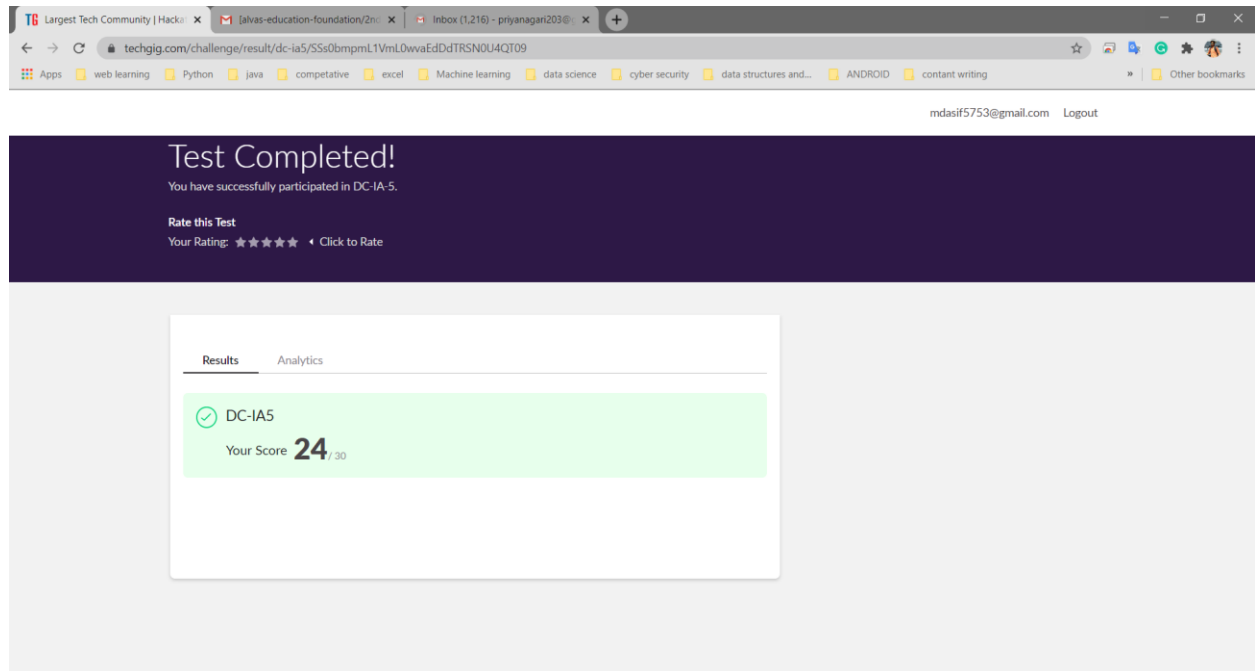 TG Largest Tech Community | Hacka
[alvas-education-foundation/2nd
Inbox (1,216) - priyanagari203@
techgig.com/challenge/result/dc-ia5/SSs0bmpmL1VmL0wvaEdDdTRSN0U4QT09
Apps web learning Python java competative excel Machine learning data science cyber security data structures and... ANDROID contant writing » Other bookmarks
mdasif5753@gmail.com Logout
Test Completed!
You have successfully participated in DC-IA-5.
Rate this Test
Your Rating: Click to Rate
Results Analytics
DC-IA5
Your Score 24 / 30